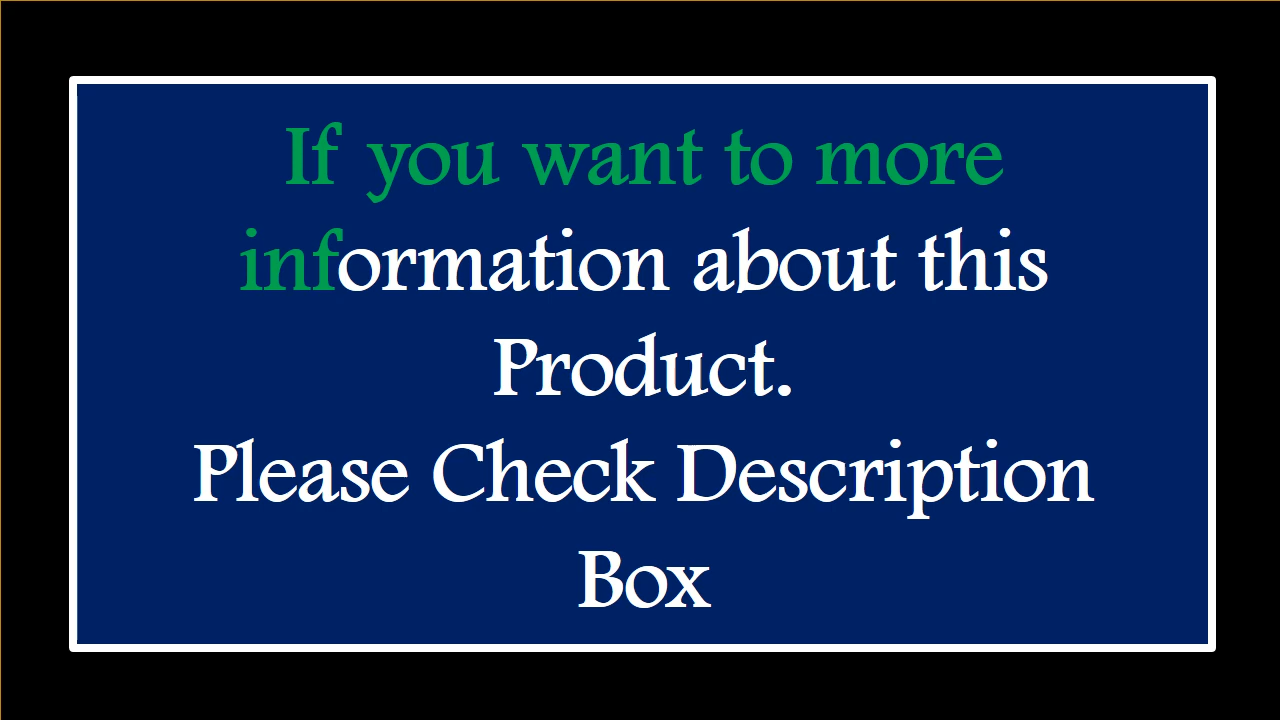 If you want to more
information about this
Product.
Please Check Description
Box